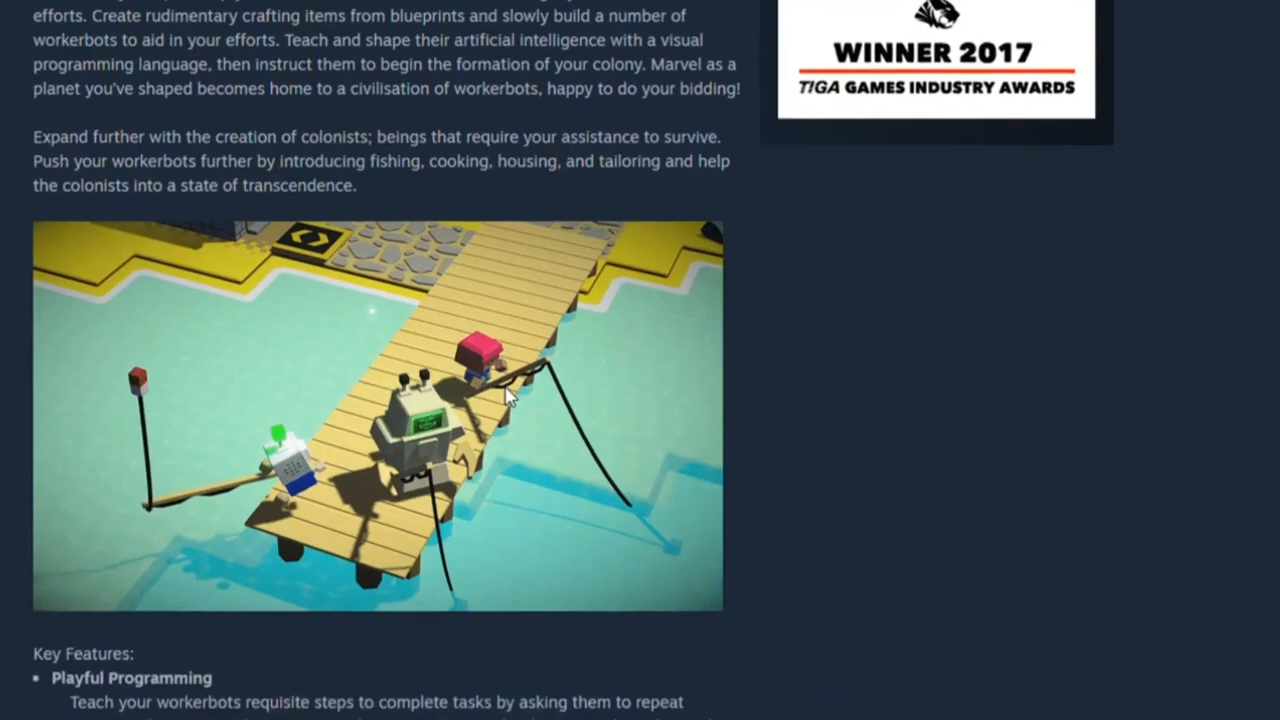 efforts. Create rudimentary crafting items from blueprints and slowly build a number of
workerbots to aid in your efforts. Teach and shape their artificial intelligence with a visual
programming language, then instruct them to begin the formation of your colony. Marvel as a
planet you've shaped becomes home to a civilisation of workerbots, happy to do your bidding!
Expand further with the creation of colonists; beings that require your assistance to survive.
Push your workerbots further by introducing fishing, cooking, housing, and tailoring and help
the colonists into a state of transcendence.
WINNER 2017
TIGA GAMES INDUSTRY AWARDS
Key Features:
▪ Playful Programming
Teach your workerbots requisite steps to complete tasks by asking them to repeat